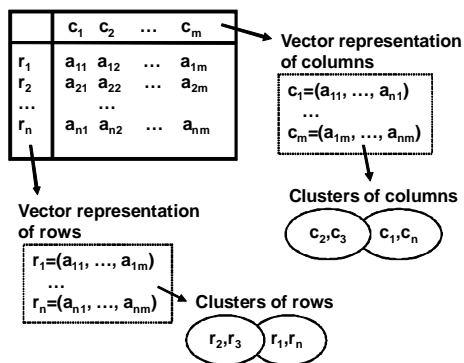 c₁ c₂ … cₘ
r₁ a₁₁ a₁₂ … a₁ₘ
r₂ a₂₁ a₂₂ … a₂ₘ
… …
rₙ aₙ₁ aₙ₂ … aₙₘ
Vector representation
of columns
c₁=(a₁₁, …, aₙ₁)
…
cₘ=(a₁ₘ, …, aₙₘ)
Clusters of columns
c₂,c₃ c₁,cₙ
Vector representation
of rows
r₁=(a₁₁, …, a₁ₘ)
…
rₙ=(aₙ₁, …, aₙₘ)
Clusters of rows
r₂,r₃ r₁,rₙ